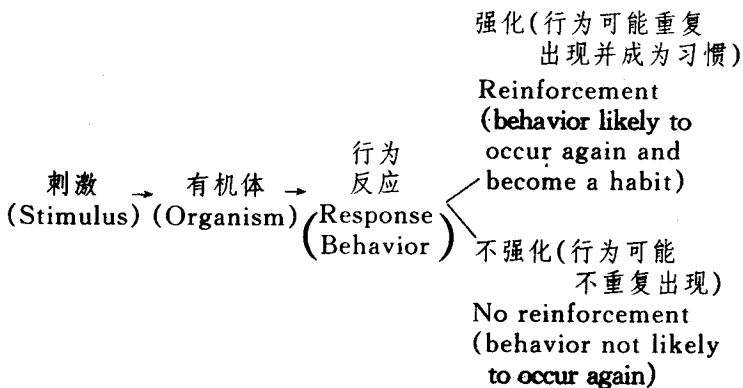 强化(行为可能重复
出现并成为习惯)
Reinforcement
(behavior likely to
occur again and
become a habit)
行为
反应
刺激 → 有机体 →
(Stimulus) (Organism) (Response
Behavior)
不强化(行为可能
不重复出现)
No reinforcement
(behavior not likely
to occur again)